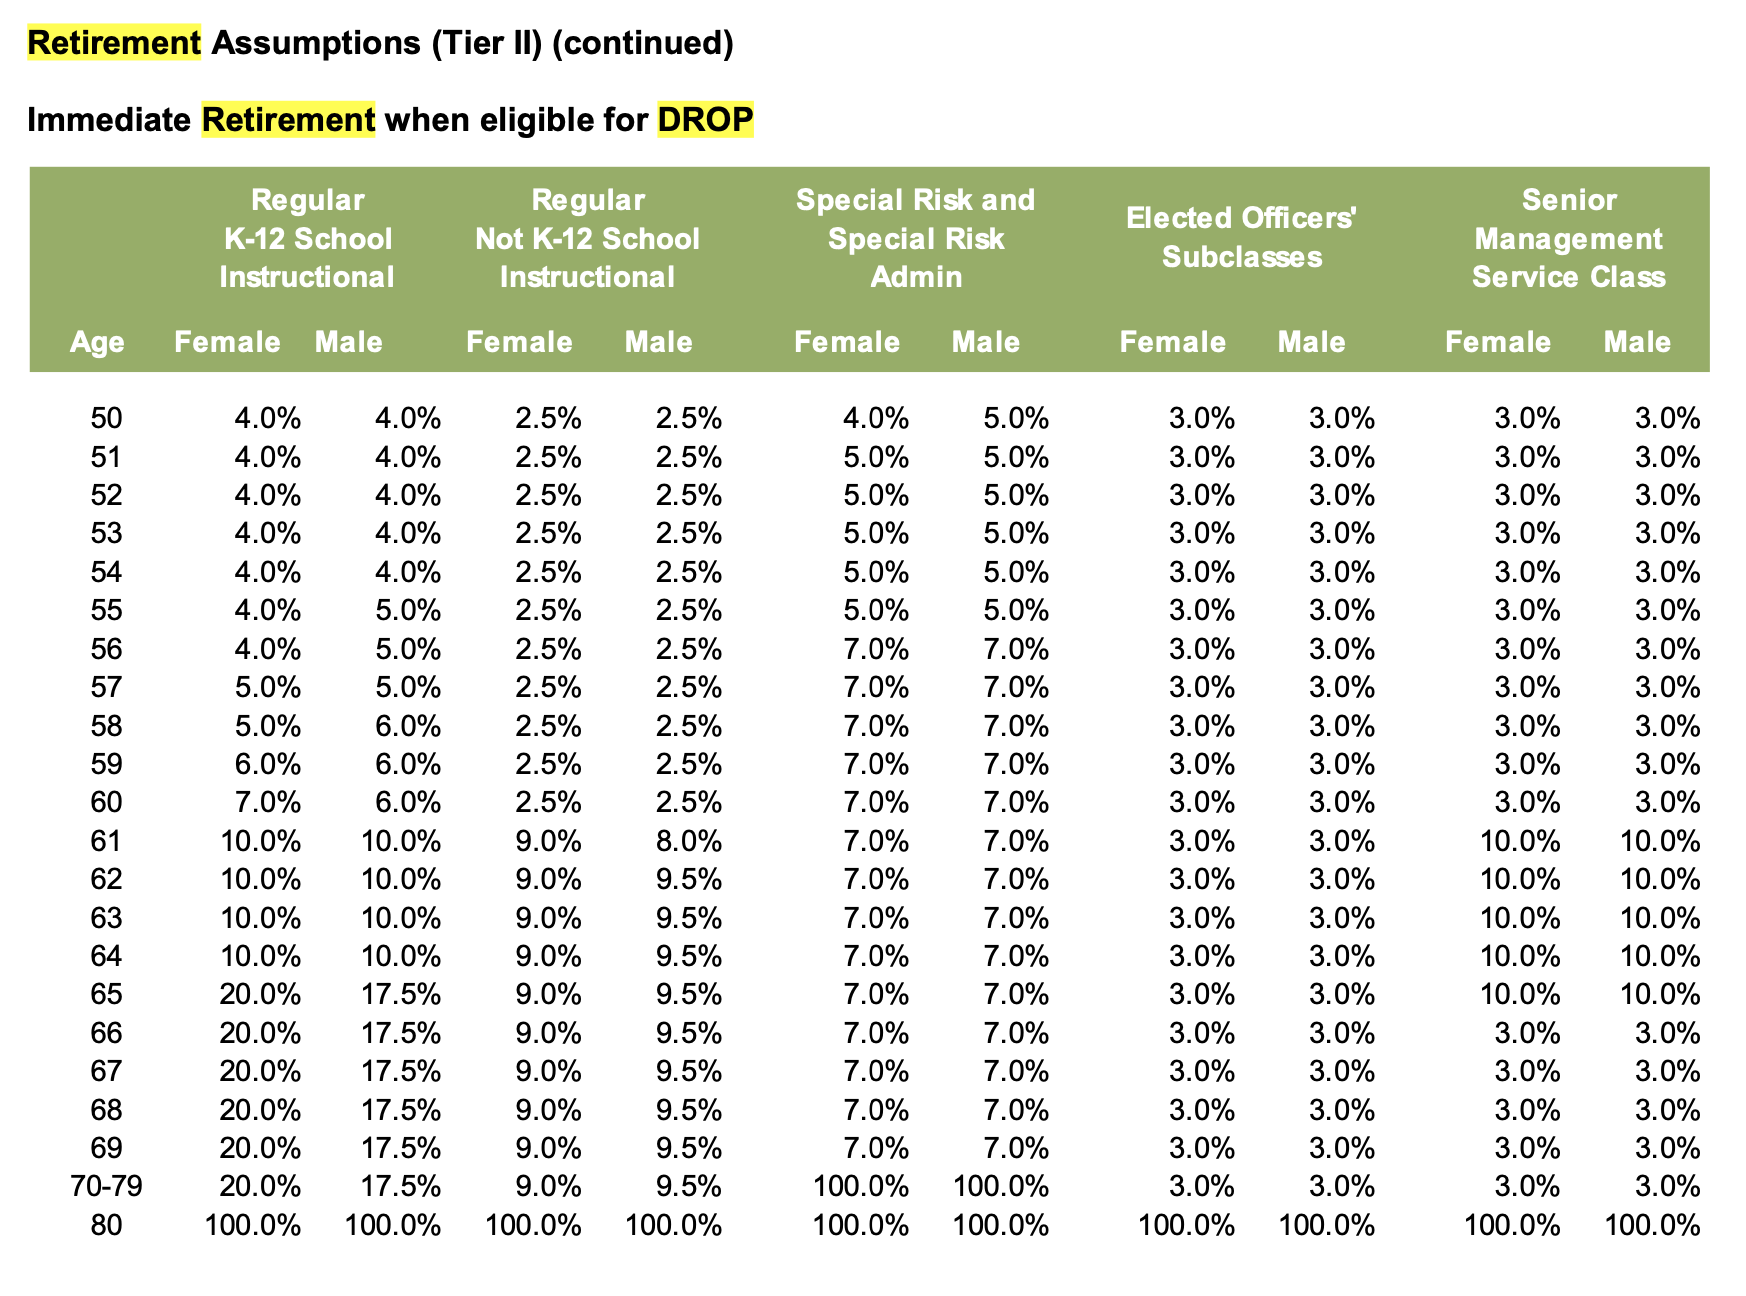 Retirement Assumptions (Tier II) (continued)
Immediate Retirement when eligible for DROP
Regular Regular Special Risk and Elected Officers' Senior
K-12 School Not K-12 School Special Risk Subclasses Management
Instructional Instructional Admin Service Class
Age Female Male Female Male Female Male Female Male Female Male
50 4.0% 4.0% 2.5% 2.5% 4.0% 5.0% 3.0% 3.0% 3.0% 3.0%
51 4.0% 4.0% 2.5% 2.5% 5.0% 5.0% 3.0% 3.0% 3.0% 3.0%
52 4.0% 4.0% 2.5% 2.5% 5.0% 5.0% 3.0% 3.0% 3.0% 3.0%
53 4.0% 4.0% 2.5% 2.5% 5.0% 5.0% 3.0% 3.0% 3.0% 3.0%
54 4.0% 4.0% 2.5% 2.5% 5.0% 5.0% 3.0% 3.0% 3.0% 3.0%
55 4.0% 5.0% 2.5% 2.5% 5.0% 5.0% 3.0% 3.0% 3.0% 3.0%
56 4.0% 5.0% 2.5% 2.5% 7.0% 7.0% 3.0% 3.0% 3.0% 3.0%
57 5.0% 5.0% 2.5% 2.5% 7.0% 7.0% 3.0% 3.0% 3.0% 3.0%
58 5.0% 6.0% 2.5% 2.5% 7.0% 7.0% 3.0% 3.0% 3.0% 3.0%
59 6.0% 6.0% 2.5% 2.5% 7.0% 7.0% 3.0% 3.0% 3.0% 3.0%
60 7.0% 6.0% 2.5% 2.5% 7.0% 7.0% 3.0% 3.0% 3.0% 3.0%
61 10.0% 10.0% 9.0% 8.0% 7.0% 7.0% 3.0% 3.0% 10.0% 10.0%
62 10.0% 10.0% 9.0% 9.5% 7.0% 7.0% 3.0% 3.0% 10.0% 10.0%
63 10.0% 10.0% 9.0% 9.5% 7.0% 7.0% 3.0% 3.0% 10.0% 10.0%
64 10.0% 10.0% 9.0% 9.5% 7.0% 7.0% 3.0% 3.0% 10.0% 10.0%
65 20.0% 17.5% 9.0% 9.5% 7.0% 7.0% 3.0% 3.0% 10.0% 10.0%
66 20.0% 17.5% 9.0% 9.5% 7.0% 7.0% 3.0% 3.0% 3.0% 3.0%
67 20.0% 17.5% 9.0% 9.5% 7.0% 7.0% 3.0% 3.0% 3.0% 3.0%
68 20.0% 17.5% 9.0% 9.5% 7.0% 7.0% 3.0% 3.0% 3.0% 3.0%
69 20.0% 17.5% 9.0% 9.5% 7.0% 7.0% 3.0% 3.0% 3.0% 3.0%
70-79 20.0% 17.5% 9.0% 9.5% 100.0% 100.0% 3.0% 3.0% 3.0% 3.0%
80 100.0% 100.0% 100.0% 100.0% 100.0% 100.0% 100.0% 100.0% 100.0% 100.0%